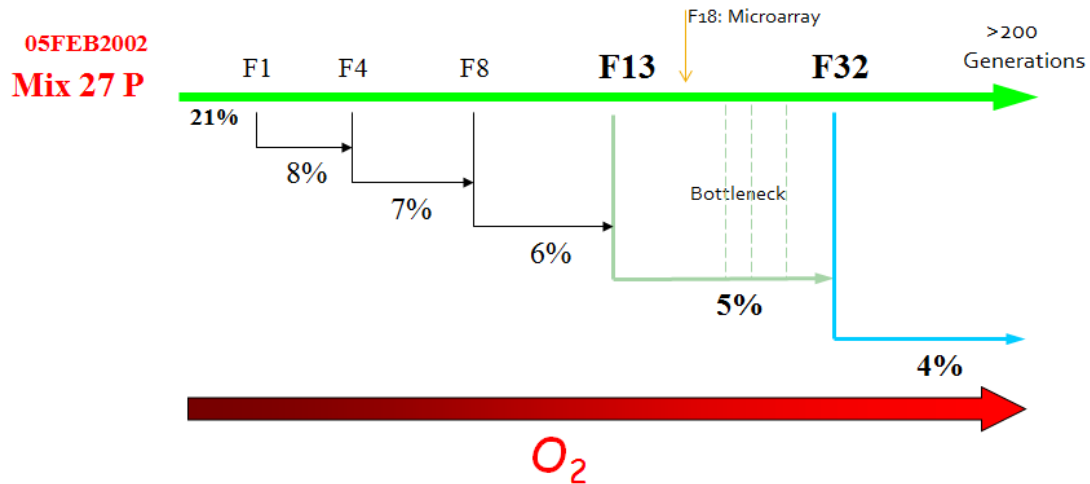 05FEB2002
Mix 27 P
F1
F4
F8
F13
F18: Microarray
F32
>200
Generations
21%
8%
7%
6%
Bottleneck
5%
4%
O₂